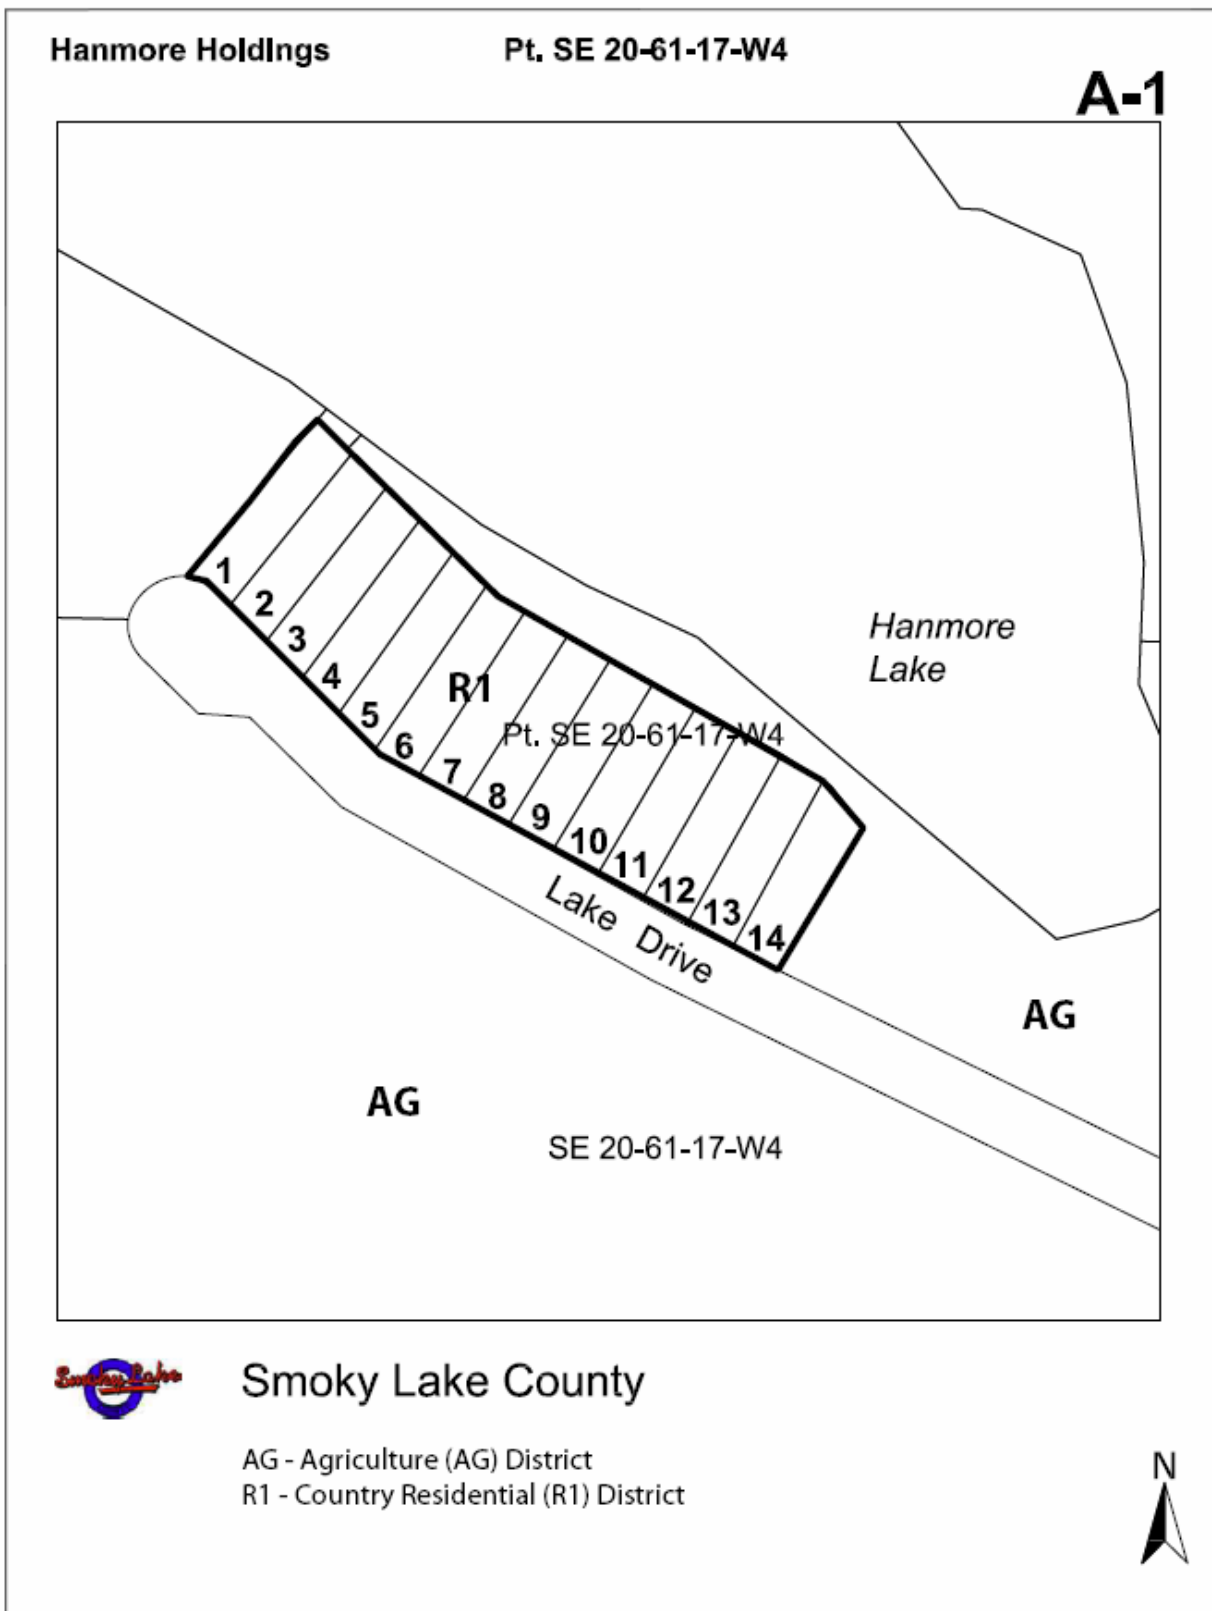 Hanmore Holdings Pt. SE 20-61-17-W4
A-1
1
2
3
4
5
6
7
8
9
10
11
12
13
14
R1
Pt. SE 20-61-17-W4
Hanmore
Lake
Lake Drive
AG
AG
SE 20-61-17-W4
Smoky Lake
Smoky Lake County
AG - Agriculture (AG) District
R1 - Country Residential (R1) District
N